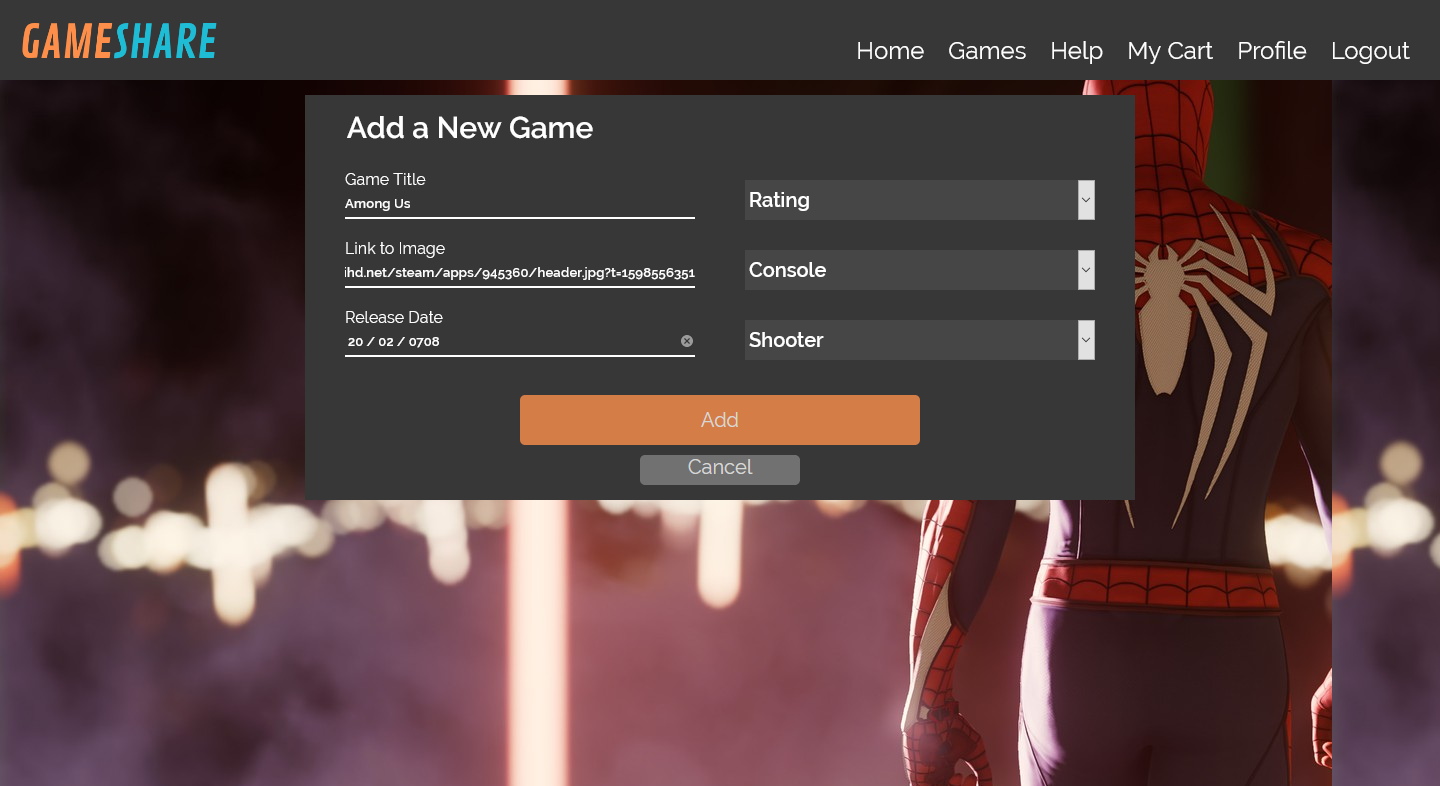 GAMESHARE
Home Games Help My Cart Profile Logout
Add a New Game
Game Title
Among Us
Link to Image
ihd.net/steam/apps/945360/header.jpg?t=1598556351
Release Date
20 / 02 / 0708
Rating
Console
Shooter
Add
Cancel